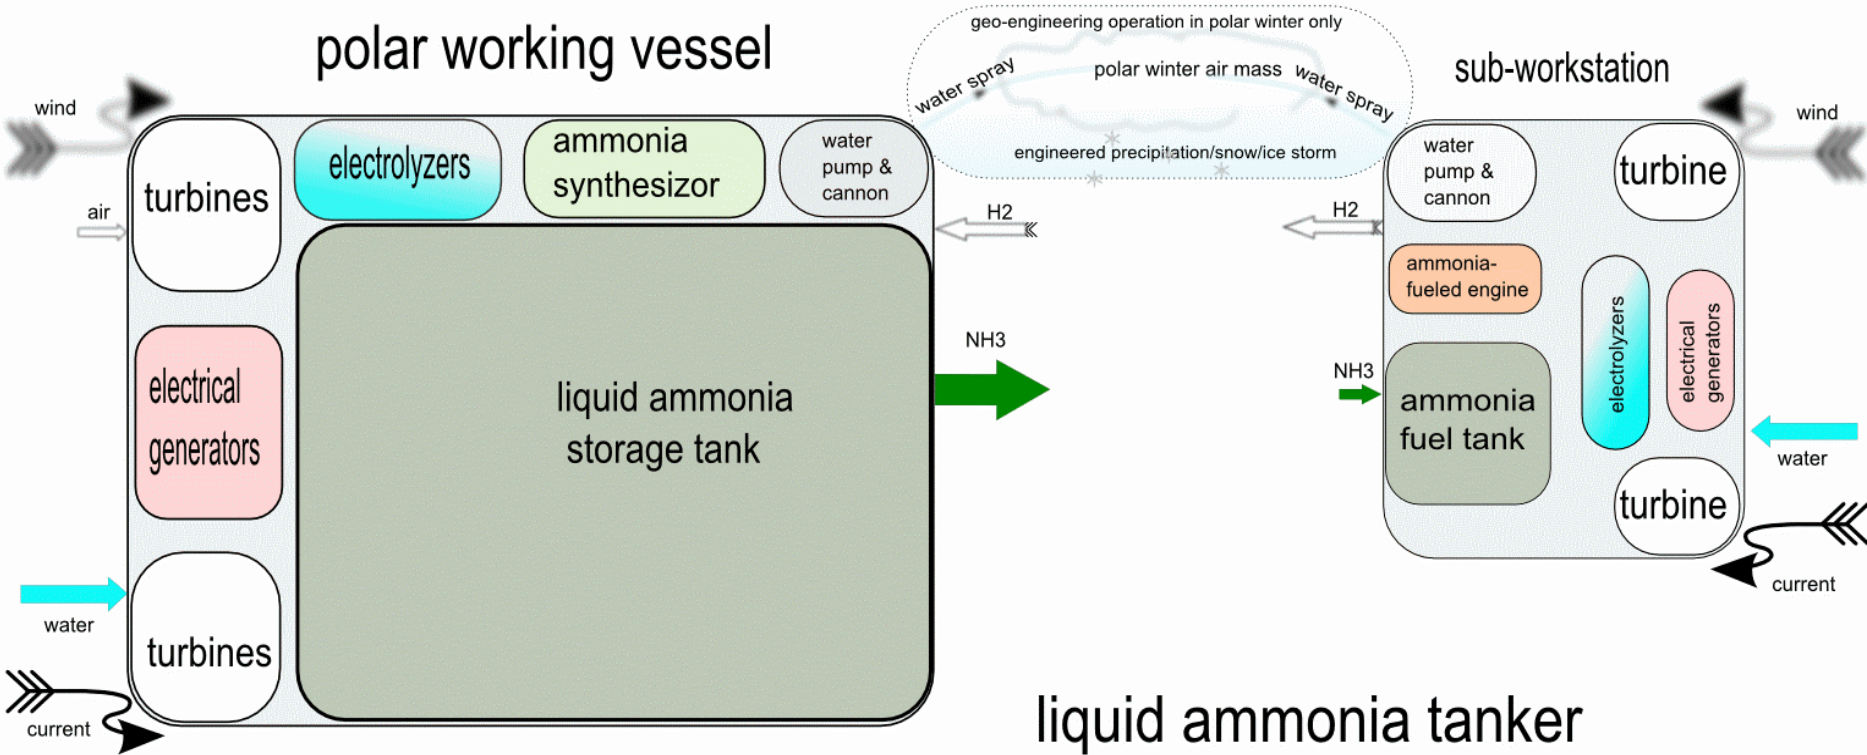 polar working vessel
geo-engineering operation in polar winter only
water spray
polar winter air mass
water spray
engineered precipitation/snow/ice storm
sub-workstation
wind
air
turbines
electrolyzers
ammonia
synthesizor
water
pump &
cannon
H2
electrical
generators
liquid ammonia
storage tank
NH3
water
turbines
current
H2
water
pump &
cannon
turbine
wind
ammonia-
fueled engine
electrolyzers
electrical
generators
NH3
ammonia
fuel tank
water
turbine
current
liquid ammonia tanker